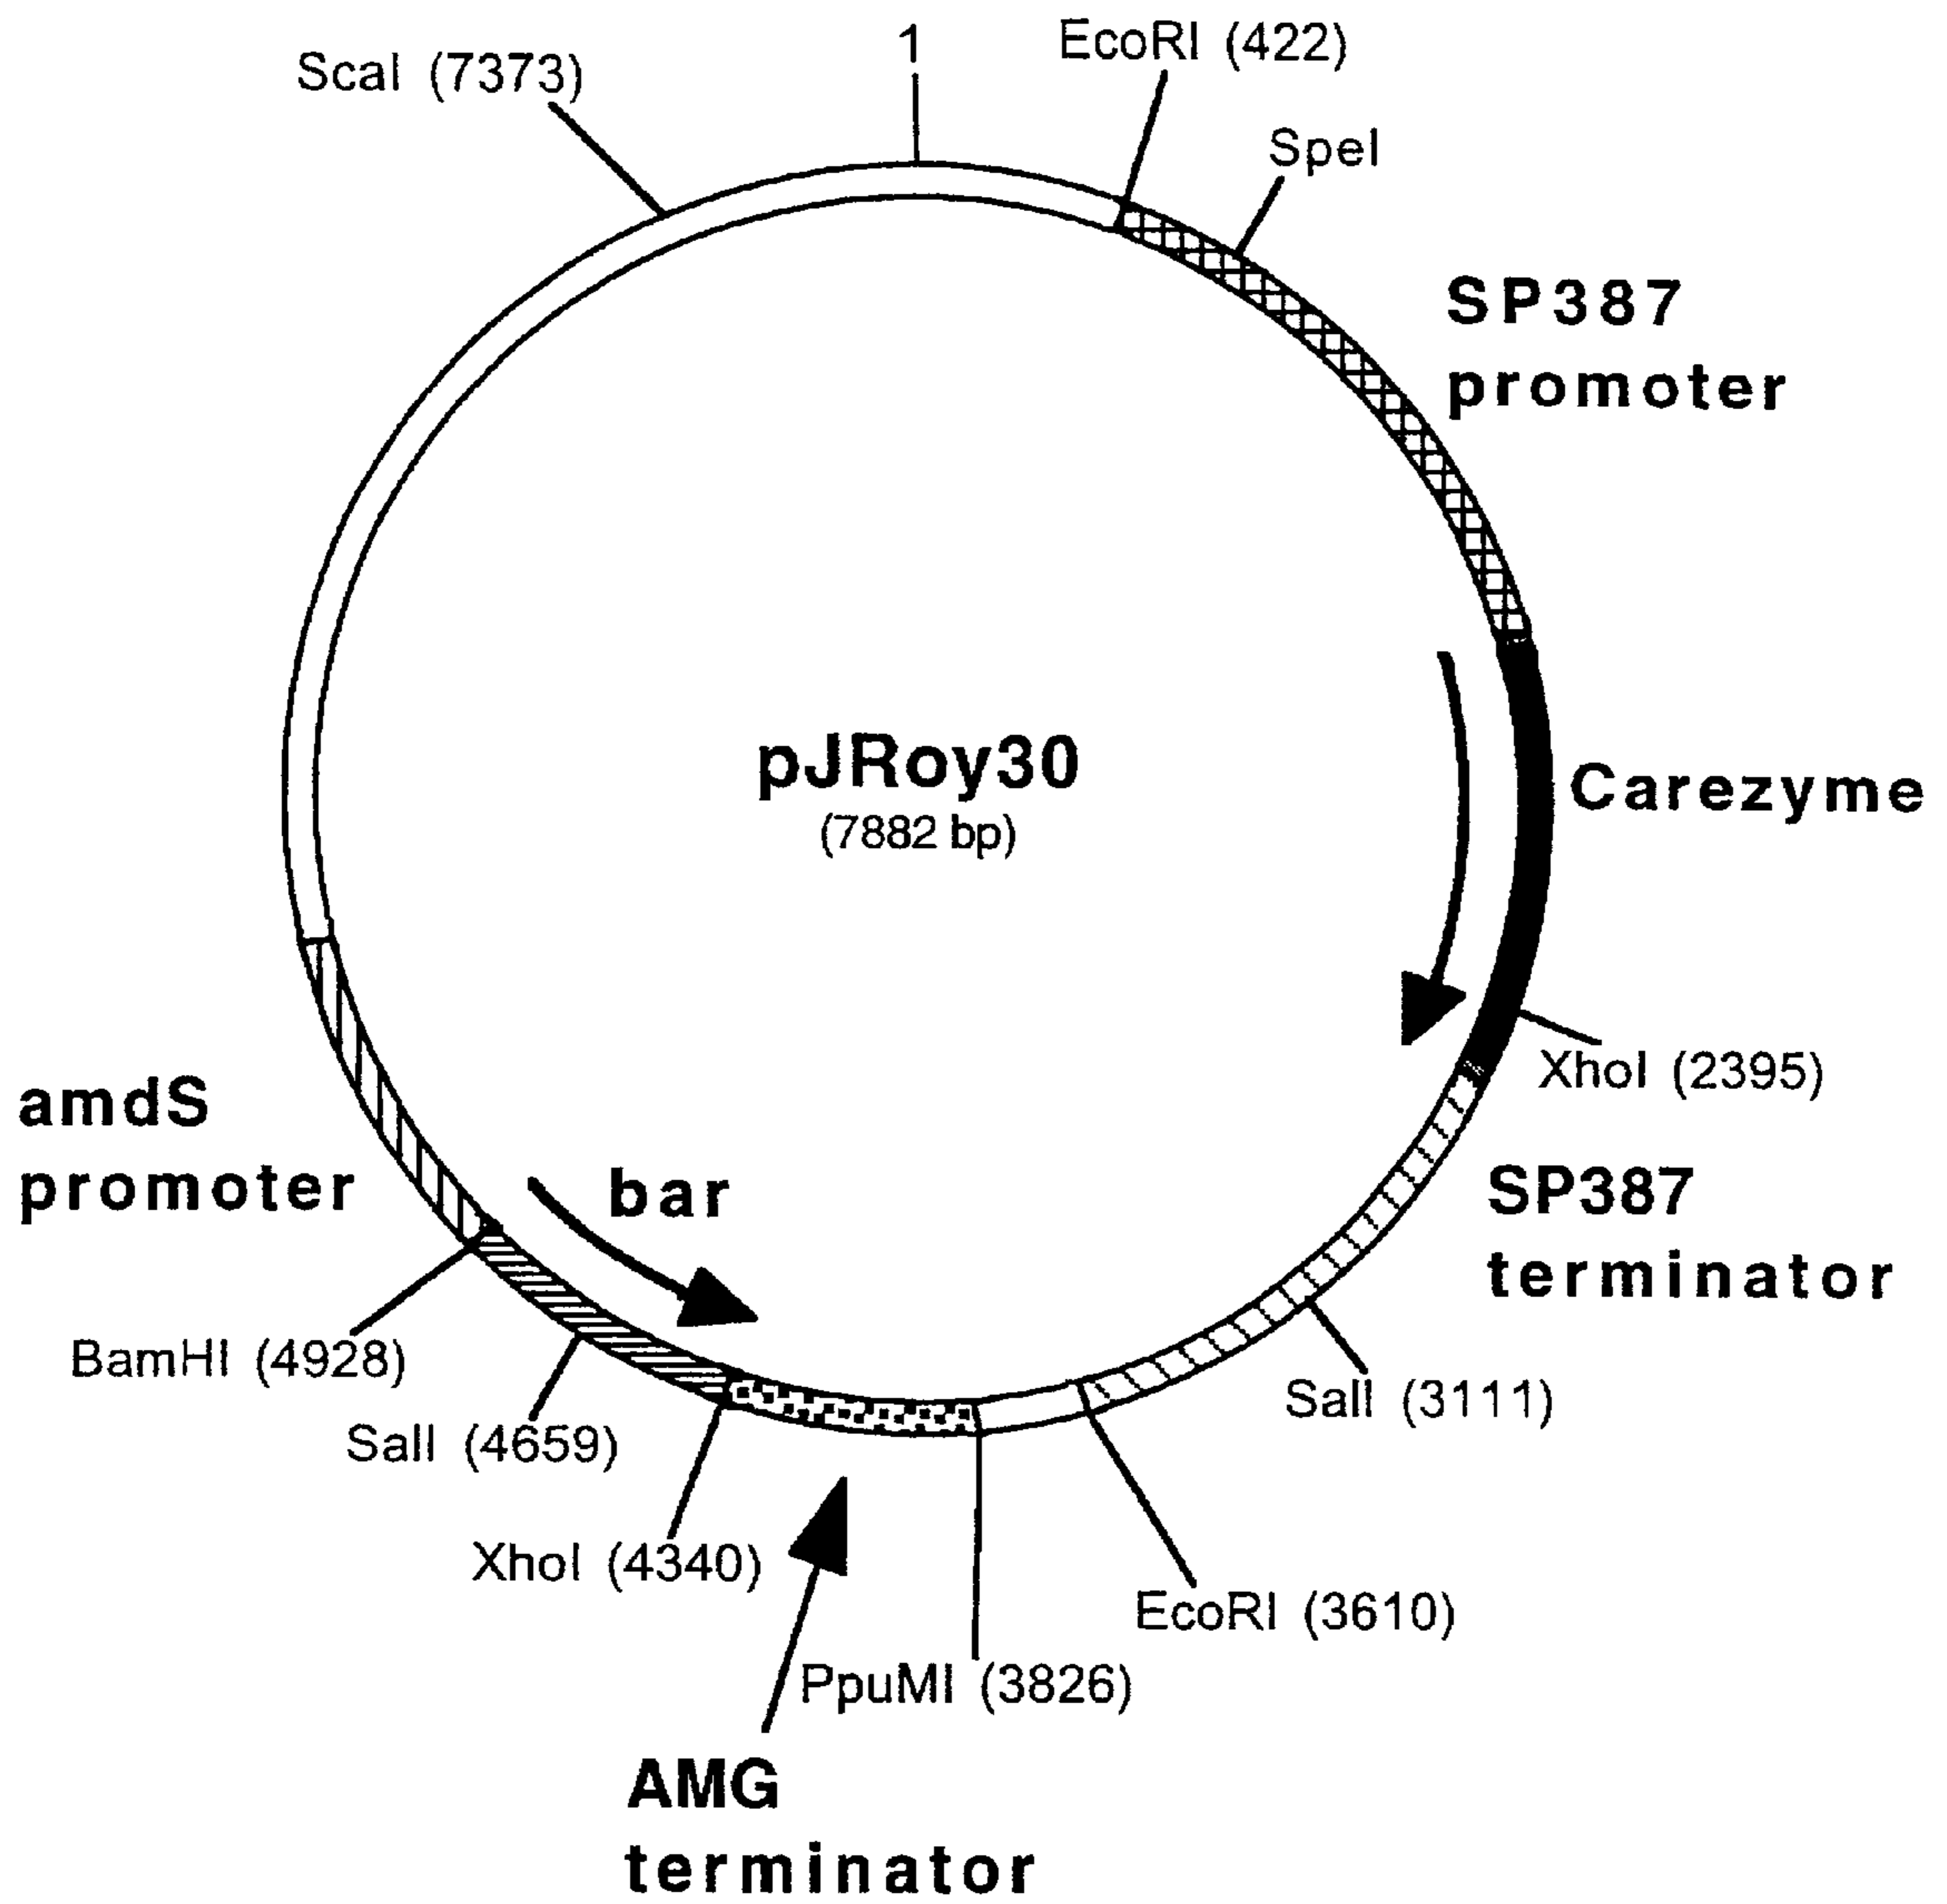 1
EcoRI (422)
ScaI (7373)
SpeI
SP387
promoter
pJRoy30
(7882 bp)
Carezyme
XhoI (2395)
amdS
promoter
bar
SP387
terminator
BamHI (4928)
SalI (3111)
SalI (4659)
XhoI (4340)
EcoRI (3610)
PpuMI (3826)
AMG
terminator